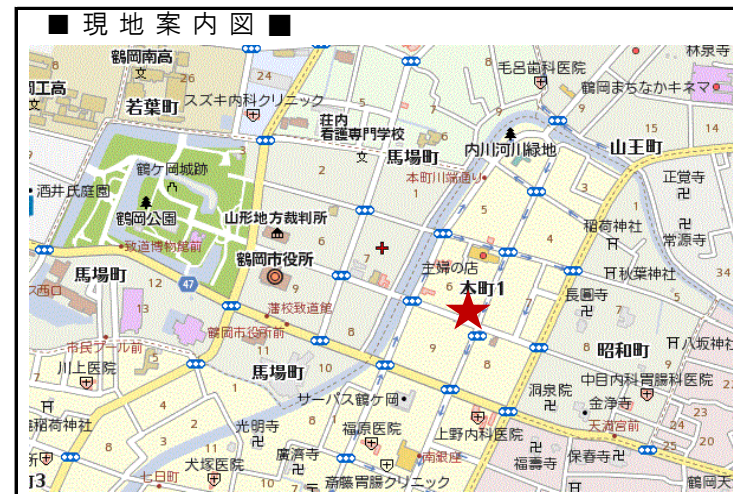 ■ 現 地 案 内 図 ■
鶴岡南高
林泉寺
毛呂歯科医院
鶴岡まちなかキネマ
若葉町
スズキ内科クリニック
荘内
看護専門学校
馬場町
内川河川緑地
山王町
鶴ケ岡城跡
本町川端通り
正覚寺
酒井氏庭園
鶴岡公園
山形地方裁判所
稲荷神社
常源寺
致道博物館前
鶴岡市役所
主婦の店
秋葉神社
馬場町
47
本町1
長圓寺
藩校致道館
鶴岡市役所前
市民プール前
昭和町
八坂神社
川上医院
馬場町
中目内科胃腸科医院
洞泉院
サーパス鶴ケ岡
金浄寺
稲荷神社
光明寺
福原医院
上野内科医院
天満宮前
廣済寺
南銀座
福壽寺
保春寺
犬塚医院
七日町
斎藤胃腸クリニック
鶴岡天